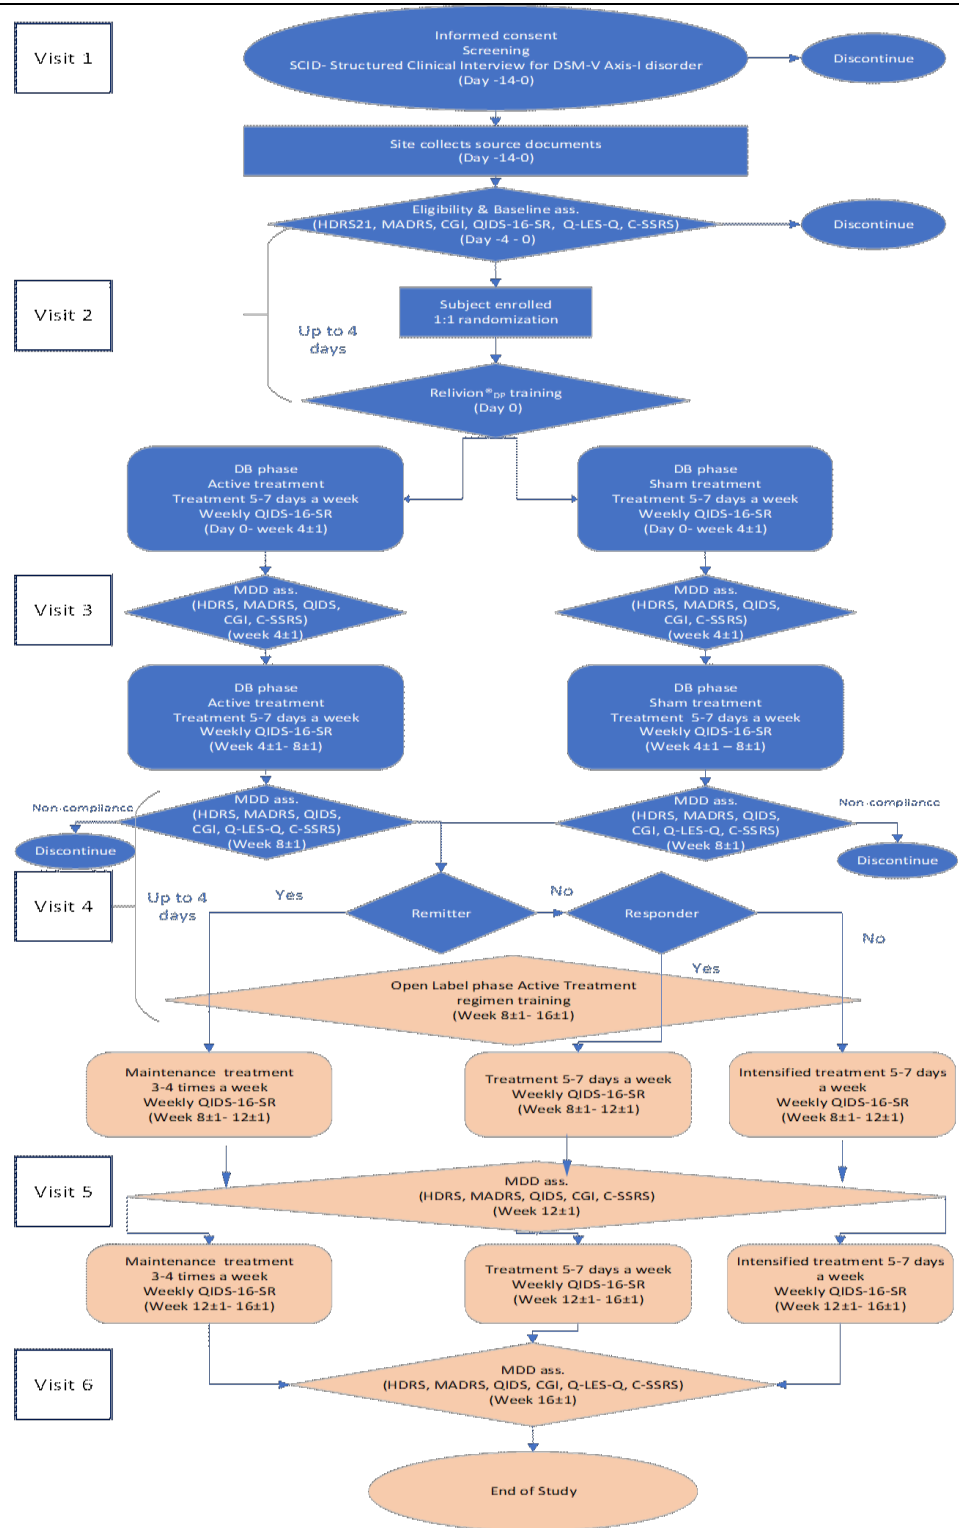 Visit 1
Informed consent
Screening
SCID- Structured Clinical Interview for DSM-V Axis-I disorder
(Day -14-0)
Discontinue
Site collects source documents
(Day -14-0)
Eligibility & Baseline ass.
(HDRS21, MADRS, CGI, QIDS-16-SR, Q-LES-Q, C-SSRS)
(Day -4 - 0)
Discontinue
Visit 2
Subject enrolled
1:1 randomization
Up to 4
days
Relivion®DP training
(Day 0)
DB phase
Active treatment
Treatment 5-7 days a week
Weekly QIDS-16-SR
(Day 0- week 4±1)
DB phase
Sham treatment
Treatment 5-7 days a week
Weekly QIDS-16-SR
(Day 0- week 4±1)
Visit 3
MDD ass.
(HDRS, MADRS, QIDS,
CGI, C-SSRS)
(week 4±1)
MDD ass.
(HDRS, MADRS, QIDS,
CGI, C-SSRS)
(week 4±1)
DB phase
Active treatment
Treatment 5-7 days a week
Weekly QIDS-16-SR
(Week 4±1- 8±1)
DB phase
Sham treatment
Treatment 5-7 days a week
Weekly QIDS-16-SR
(Week 4±1 – 8±1)
Non-compliance
MDD ass.
(HDRS, MADRS, QIDS,
CGI, Q-LES-Q, C-SSRS)
(Week 8±1)
MDD ass.
(HDRS, MADRS, QIDS,
CGI, Q-LES-Q, C-SSRS)
(Week 8±1)
Non-compliance
Discontinue
Discontinue
Visit 4
Up to 4
days
Yes
Remitter
No
Responder
No
Yes
Open Label phase Active Treatment
regimen training
(Week 8±1- 16±1)
Maintenance treatment
3-4 times a week
Weekly QIDS-16-SR
(Week 8±1- 12±1)
Treatment 5-7 days a week
Weekly QIDS-16-SR
(Week 8±1- 12±1)
Intensified treatment 5-7 days
a week
Weekly QIDS-16-SR
(Week 8±1- 12±1)
Visit 5
MDD ass.
(HDRS, MADRS, QIDS, CGI, C-SSRS)
(Week 12±1)
Maintenance treatment
3-4 times a week
Weekly QIDS-16-SR
(Week 12±1- 16±1)
Treatment 5-7 days a week
Weekly QIDS-16-SR
(Week 12±1- 16±1)
Intensified treatment 5-7 days
a week
Weekly QIDS-16-SR
(Week 12±1- 16±1)
Visit 6
MDD ass.
(HDRS, MADRS, QIDS, CGI, Q-LES-Q, C-SSRS)
(Week 16±1)
End of Study